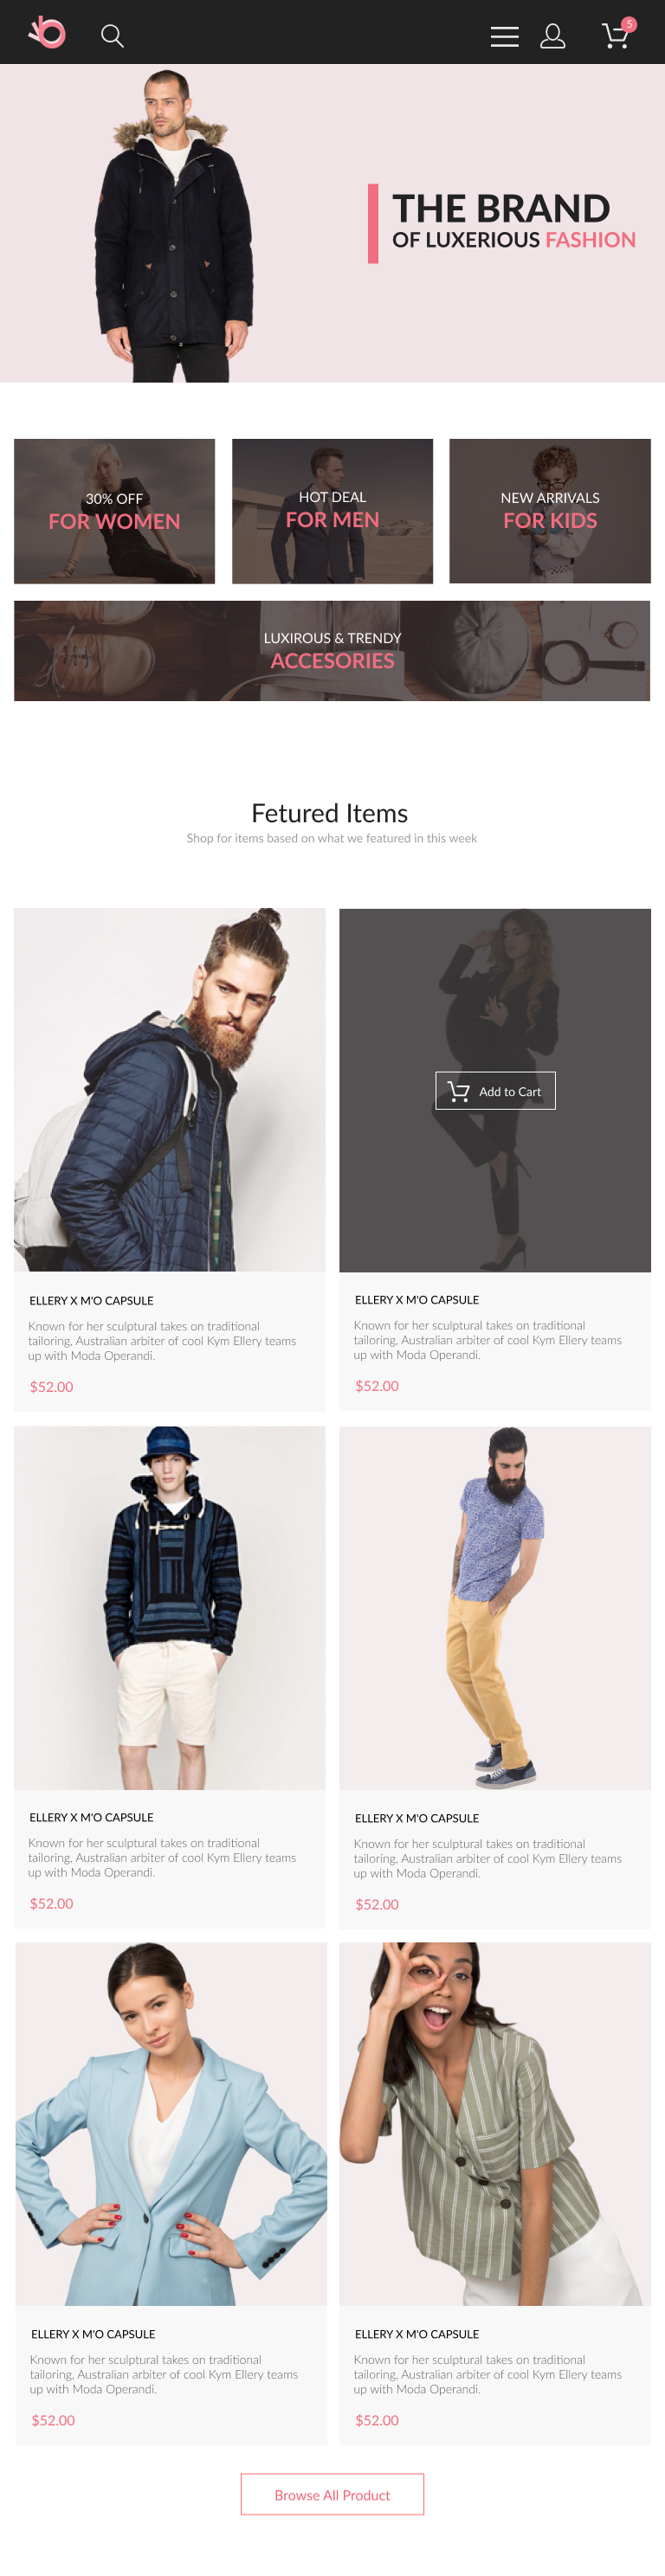 5
THE BRAND
OF LUXERIOUS FASHION
30% OFF
FOR WOMEN
HOT DEAL
FOR MEN
NEW ARRIVALS
FOR KIDS
LUXIROUS & TRENDY
ACCESORIES
Fetured Items
Shop for items based on what we featured in this week
Add to Cart
ELLERY X M'O CAPSULE
Known for her sculptural takes on traditional
tailoring, Australian arbiter of cool Kym Ellery teams
up with Moda Operandi.
$52.00
ELLERY X M'O CAPSULE
Known for her sculptural takes on traditional
tailoring, Australian arbiter of cool Kym Ellery teams
up with Moda Operandi.
$52.00
ELLERY X M'O CAPSULE
Known for her sculptural takes on traditional
tailoring, Australian arbiter of cool Kym Ellery teams
up with Moda Operandi.
$52.00
ELLERY X M'O CAPSULE
Known for her sculptural takes on traditional
tailoring, Australian arbiter of cool Kym Ellery teams
up with Moda Operandi.
$52.00
ELLERY X M'O CAPSULE
Known for her sculptural takes on traditional
tailoring, Australian arbiter of cool Kym Ellery teams
up with Moda Operandi.
$52.00
ELLERY X M'O CAPSULE
Known for her sculptural takes on traditional
tailoring, Australian arbiter of cool Kym Ellery teams
up with Moda Operandi.
$52.00
Browse All Product